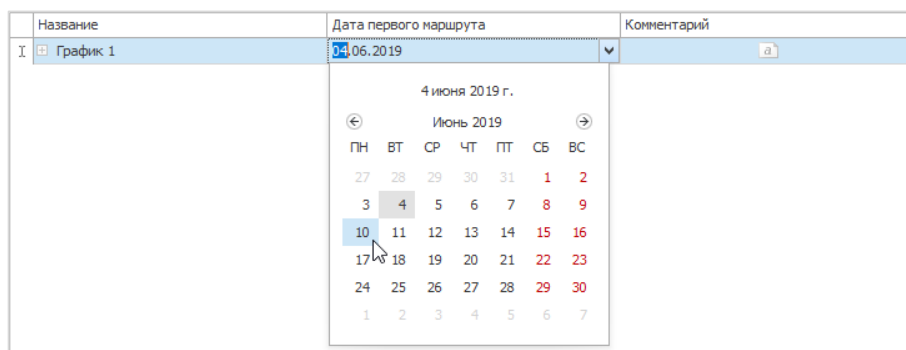 Название Дата первого маршрута Комментарий
График 1 04.06.2019 a
4 июня 2019 г.
Июнь 2019
ПН ВТ СР ЧТ ПТ СБ ВС
27 28 29 30 31 1 2
3 4 5 6 7 8 9
10 11 12 13 14 15 16
17 18 19 20 21 22 23
24 25 26 27 28 29 30
1 2 3 4 5 6 7